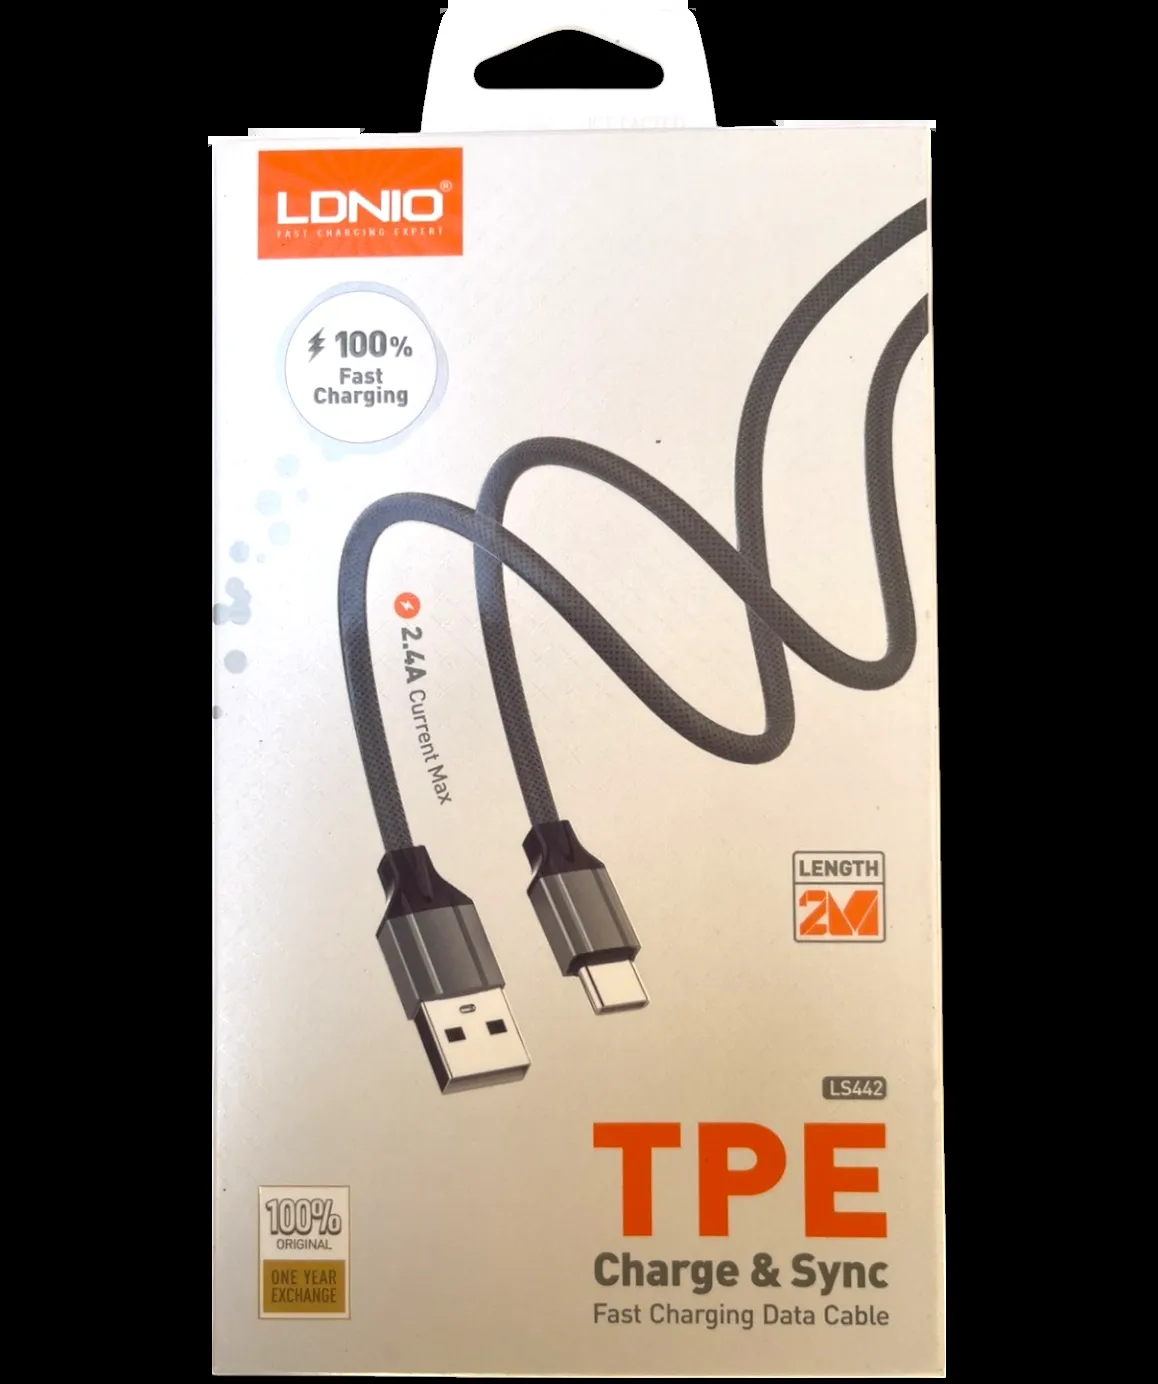 LDNIO®
FAST CHARGING EXPERT
100%
Fast
Charging
2.4A Current Max
LENGTH
2M
LS442
TPE
Charge & Sync
Fast Charging Data Cable
100%
ORIGINAL
ONE YEAR
EXCHANGE